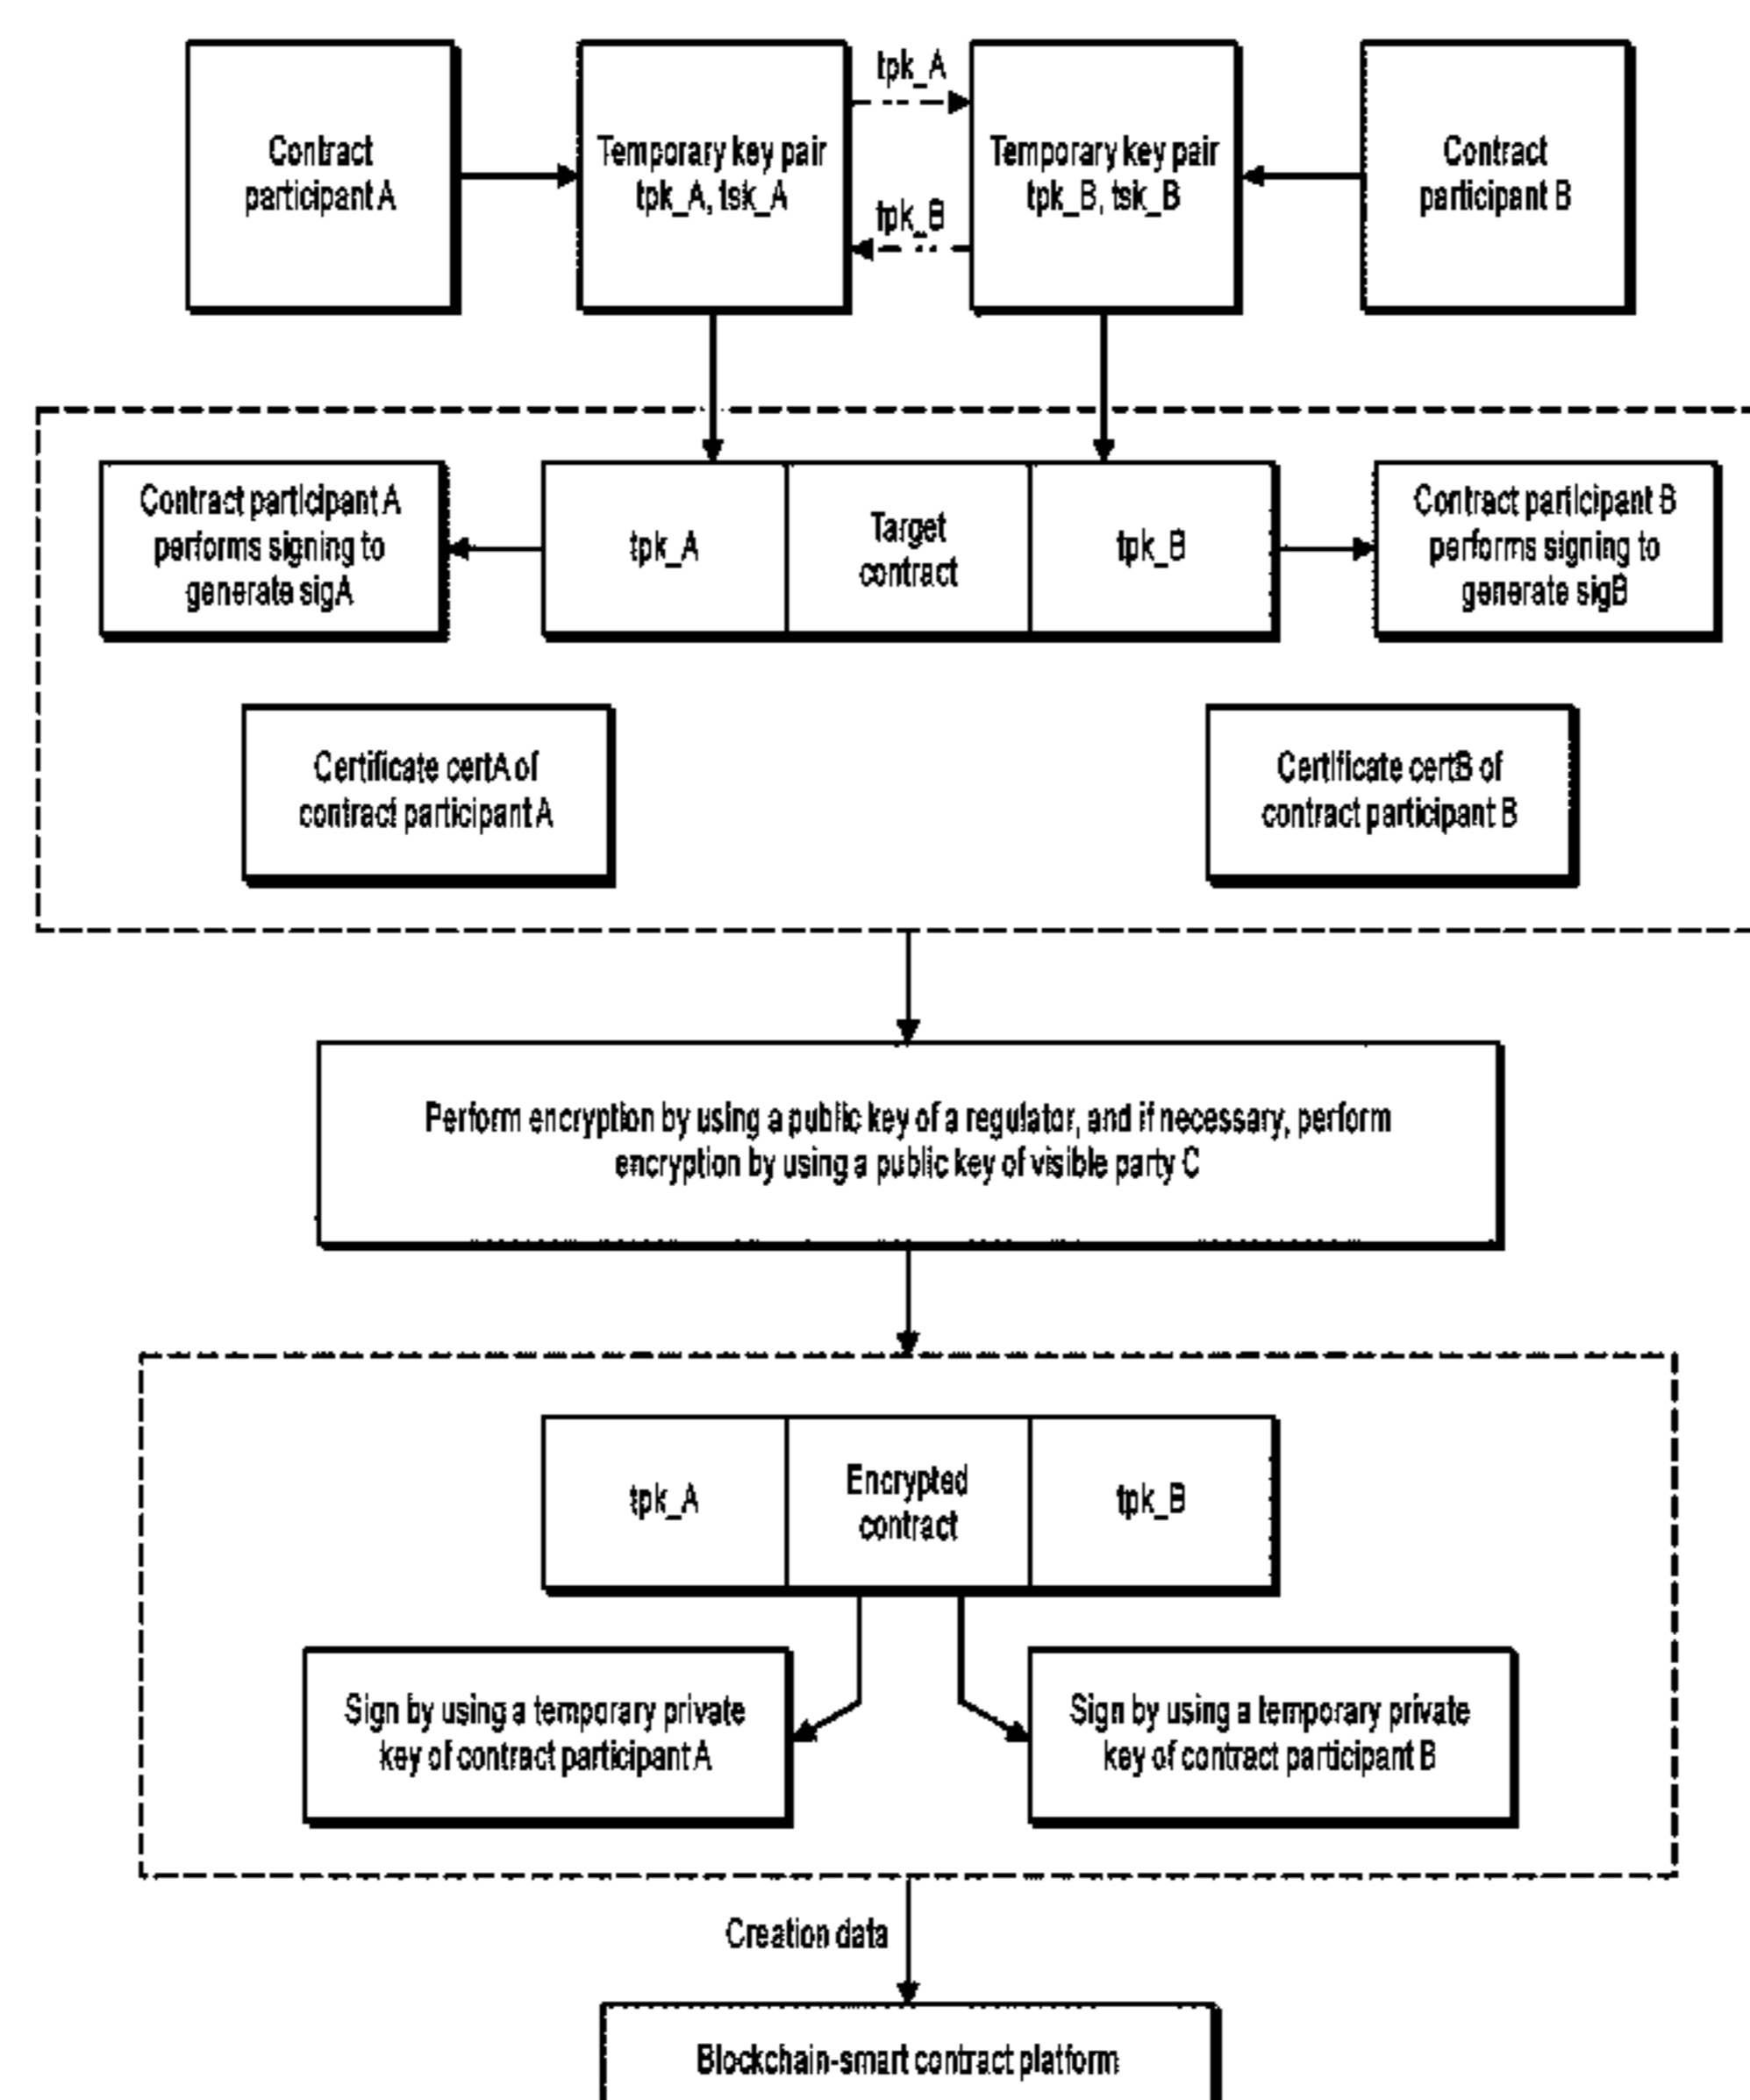 Contract
participant A
Temporary key pair
tpk_A, tsk_A
tpk_A
tpk_B
Temporary key pair
tpk_B, tsk_B
Contract
participant B
Contract participant A
performs signing to
generate sigA
tpk_A
Target
contract
tpk_B
Contract participant B
performs signing to
generate sigB
Certificate certA of
contract participant A
Certificate certB of
contract participant B
Perform encryption by using a public key of a regulator, and if necessary, perform
encryption by using a public key of visible party C
tpk_A
Encrypted
contract
tpk_B
Sign by using a temporary private
key of contract participant A
Sign by using a temporary private
key of contract participant B
Creation data
Blockchain-smart contract platform